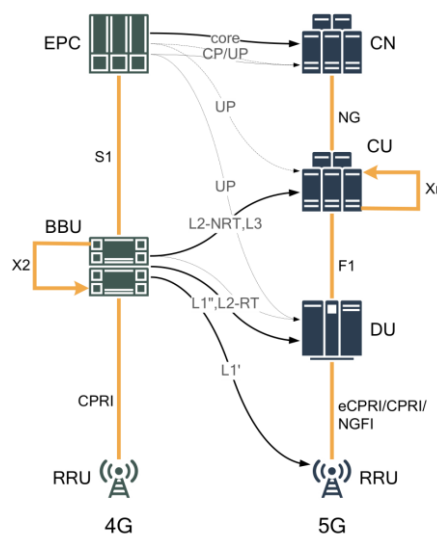 EPC
core
CP/UP
CN
UP
NG
S1
CU
Xn
UP
BBU
L2-NRT,L3
X2
F1
L1",L2-RT
DU
L1'
CPRI
eCPRI/CPRI/
NGFI
RRU
RRU
4G
5G